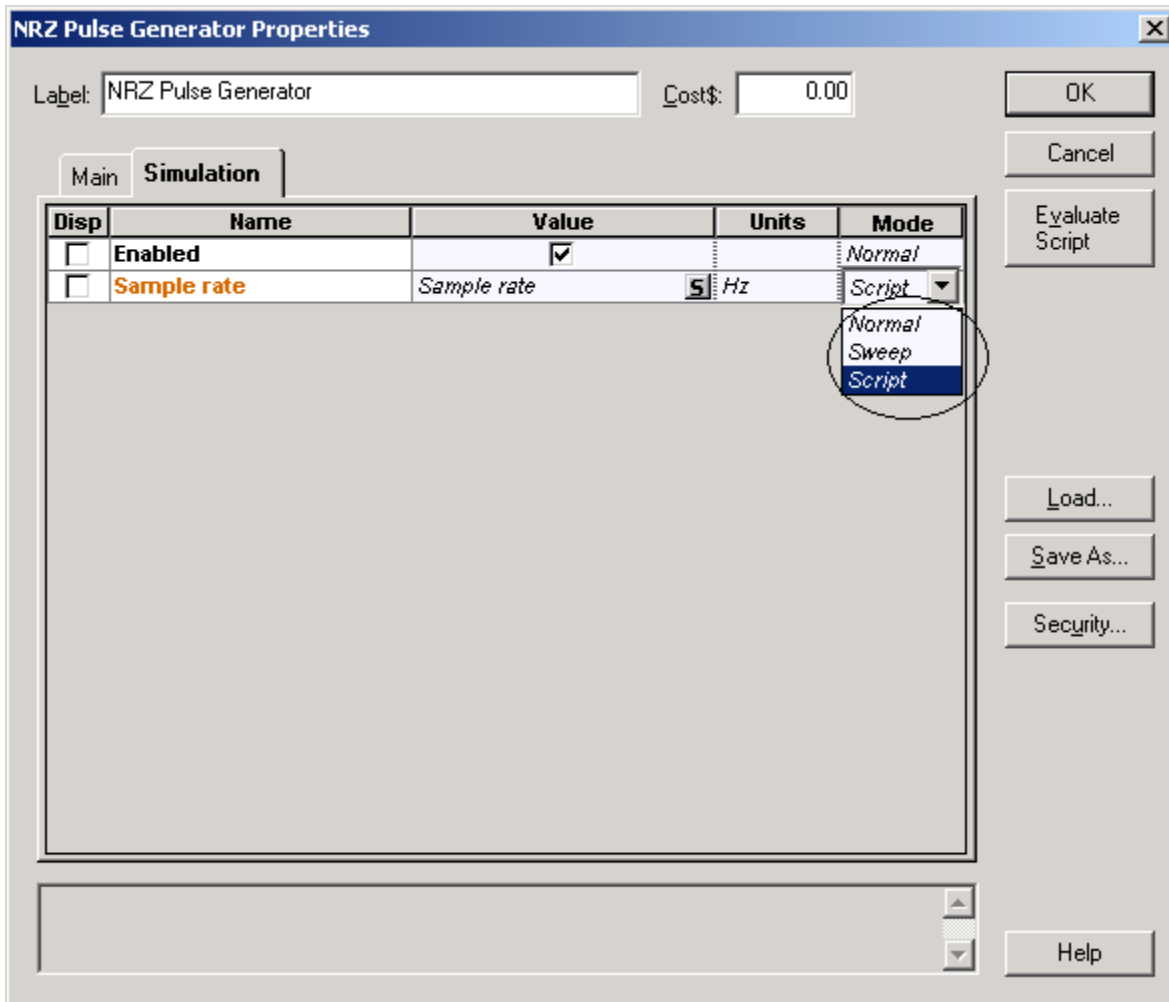 NRZ Pulse Generator Properties
Label: NRZ Pulse Generator Cost$: 0.00 OK
Cancel
Main Simulation
Evaluate Script
Disp Name Value Units Mode
Enabled Normal
Sample rate Sample rate S Hz Script
Normal
Sweep
Script
Load...
Save As...
Security...
Help